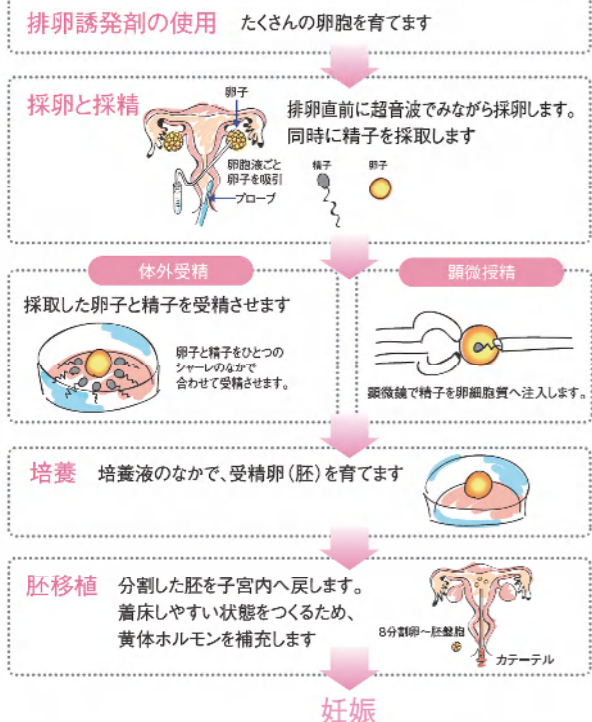 排卵誘発剤の使用 たくさんの卵胞を育てます
採卵と採精
卵子
卵胞液ごと
卵子を吸引
プローブ
排卵直前に超音波でみながら採卵します。
同時に精子を採取します
精子 卵子
体外受精
採取した卵子と精子を受精させます
卵子と精子をひとつの
シャーレのなかで
合わせて受精させます。
顕微授精
顕微鏡で精子を卵細胞質へ注入します。
培養 培養液のなかで、受精卵(胚)を育てます
胚移植 分割した胚を子宮内へ戻します。
着床しやすい状態をつくるため、
黄体ホルモンを補充します
8分割卵〜胚盤胞
カテーテル
妊娠